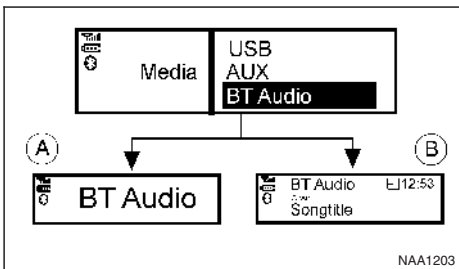 USB
Media
AUX
BT Audio
A
B
BT Audio
BT Audio 12:53
Songtitle
NAA1203